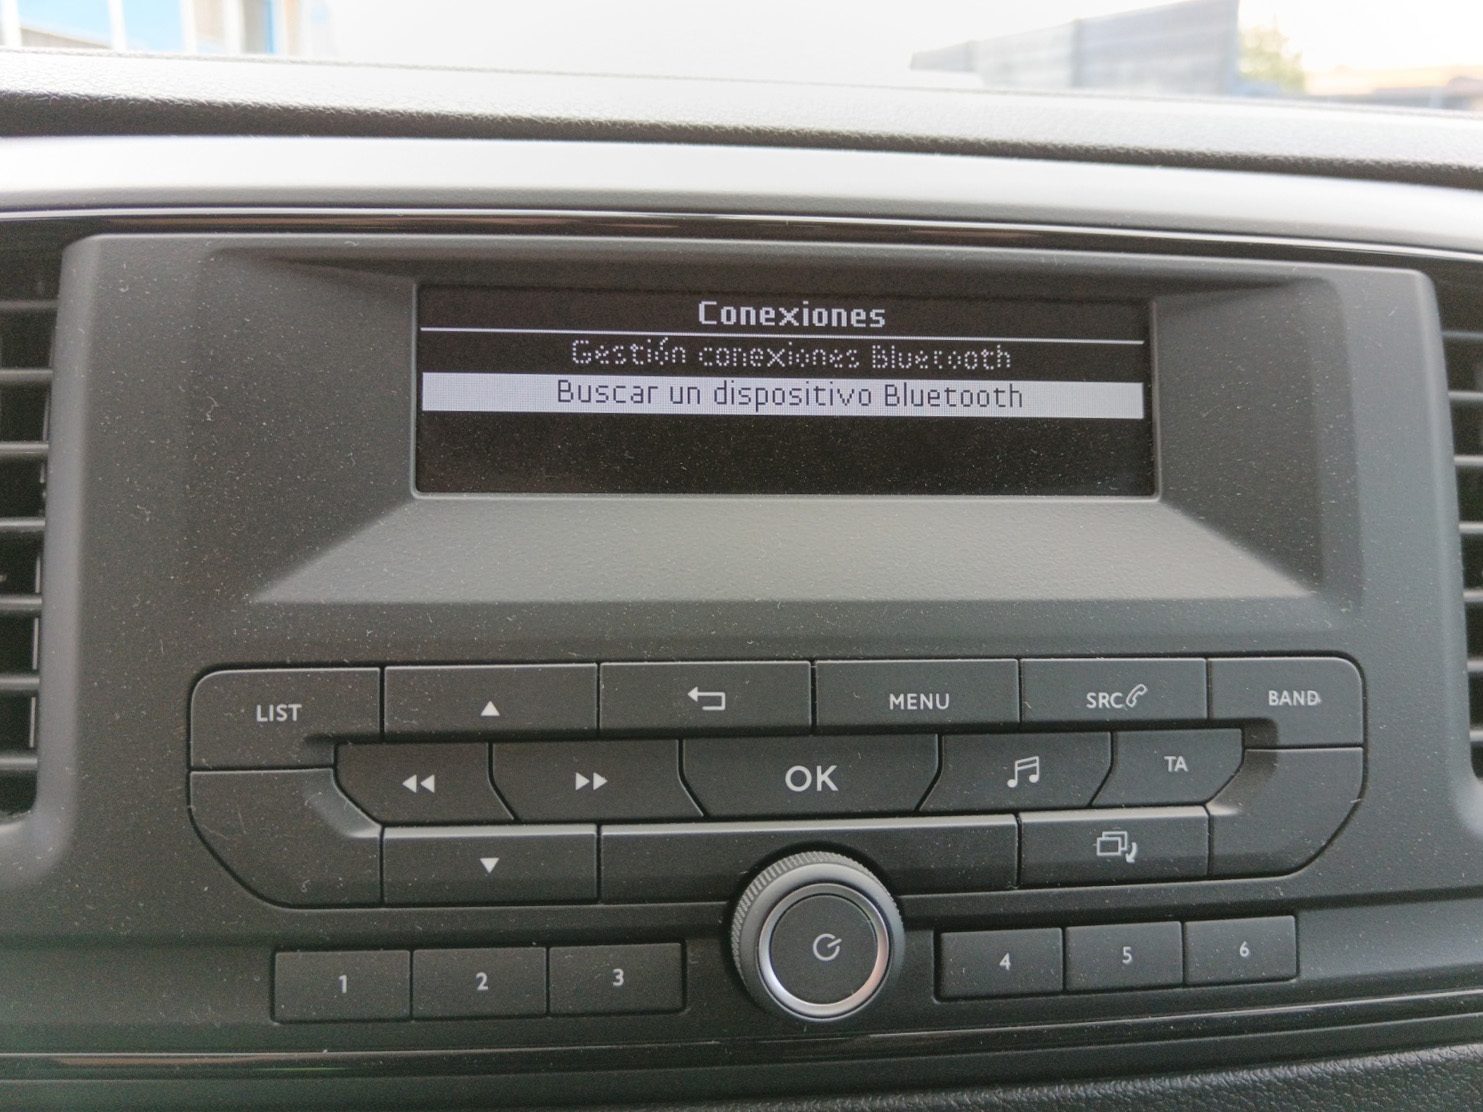 Conexiones
Gestión conexiones Bluetooth
Buscar un dispositivo Bluetooth
LIST
MENU
SRC
BAND
OK
TA
1
2
3
4
5
6